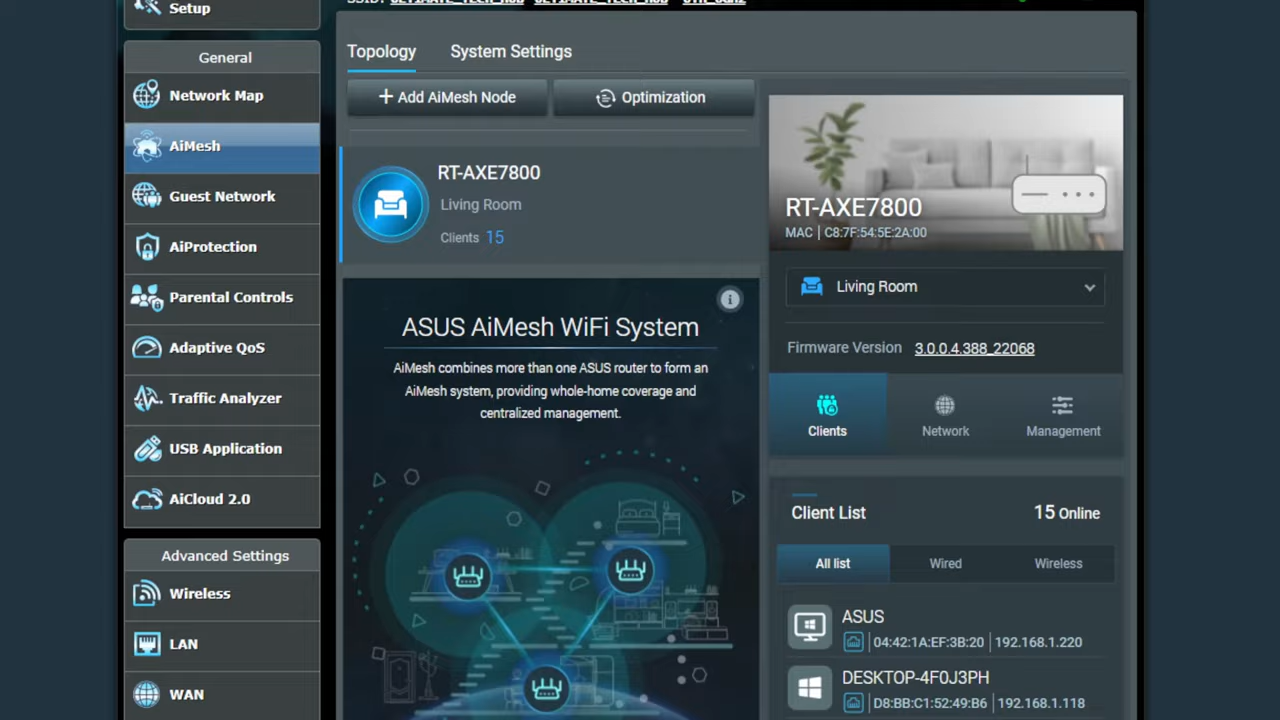 Setup
SSID:
General
Network Map
AiMesh
Guest Network
AiProtection
Parental Controls
Adaptive QoS
Traffic Analyzer
USB Application
AiCloud 2.0
Advanced Settings
Wireless
LAN
WAN
Topology
System Settings
+ Add AiMesh Node
Optimization
RT-AXE7800
Living Room
Clients 15
ASUS AiMesh WiFi System
AiMesh combines more than one ASUS router to form an
AiMesh system, providing whole-home coverage and
centralized management.
RT-AXE7800
MAC | C8:7F:54:5E:2A:00
Living Room
Firmware Version 3.0.0.4.388_22068
Clients
Network
Management
Client List
15 Online
All list
Wired
Wireless
ASUS
04:42:1A:EF:3B:20 | 192.168.1.220
DESKTOP-4F0J3PH
D8:BB:C1:52:49:B6 | 192.168.1.118